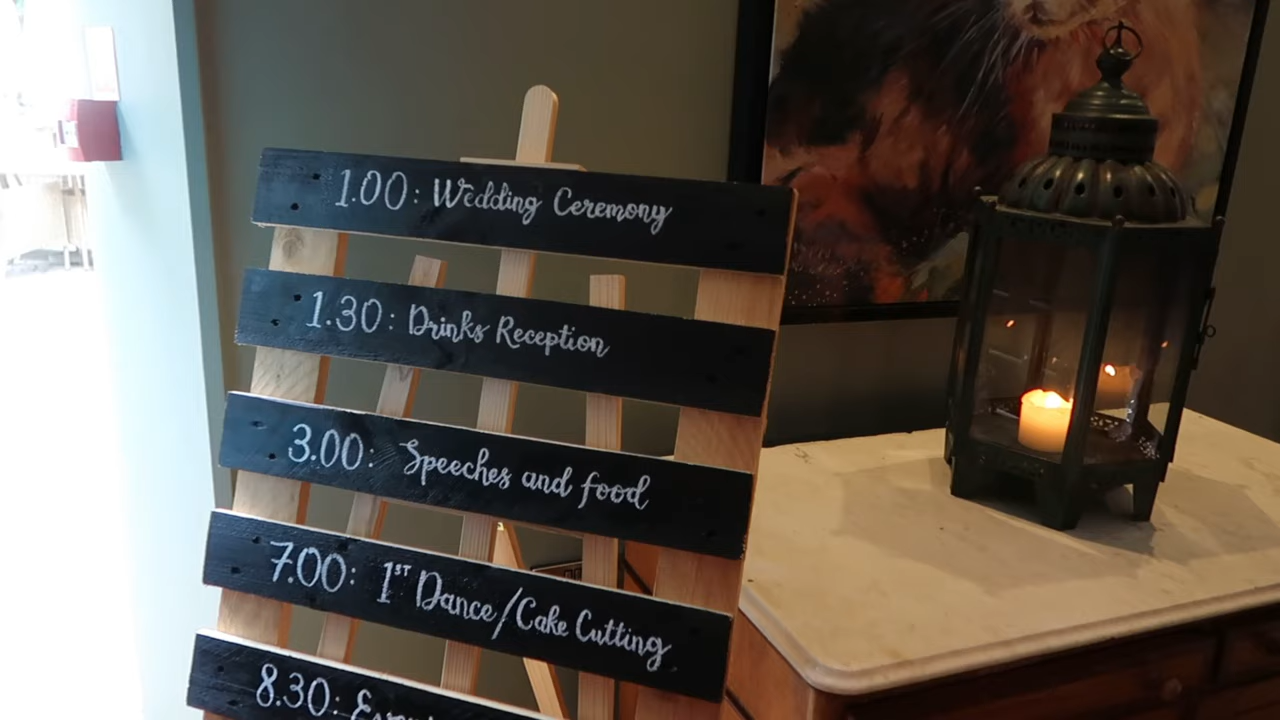 1.00: Wedding Ceremony
1.30: Drinks Reception
3.00: Speeches and food
7.00: 1ST Dance/Cake Cutting
8.30: